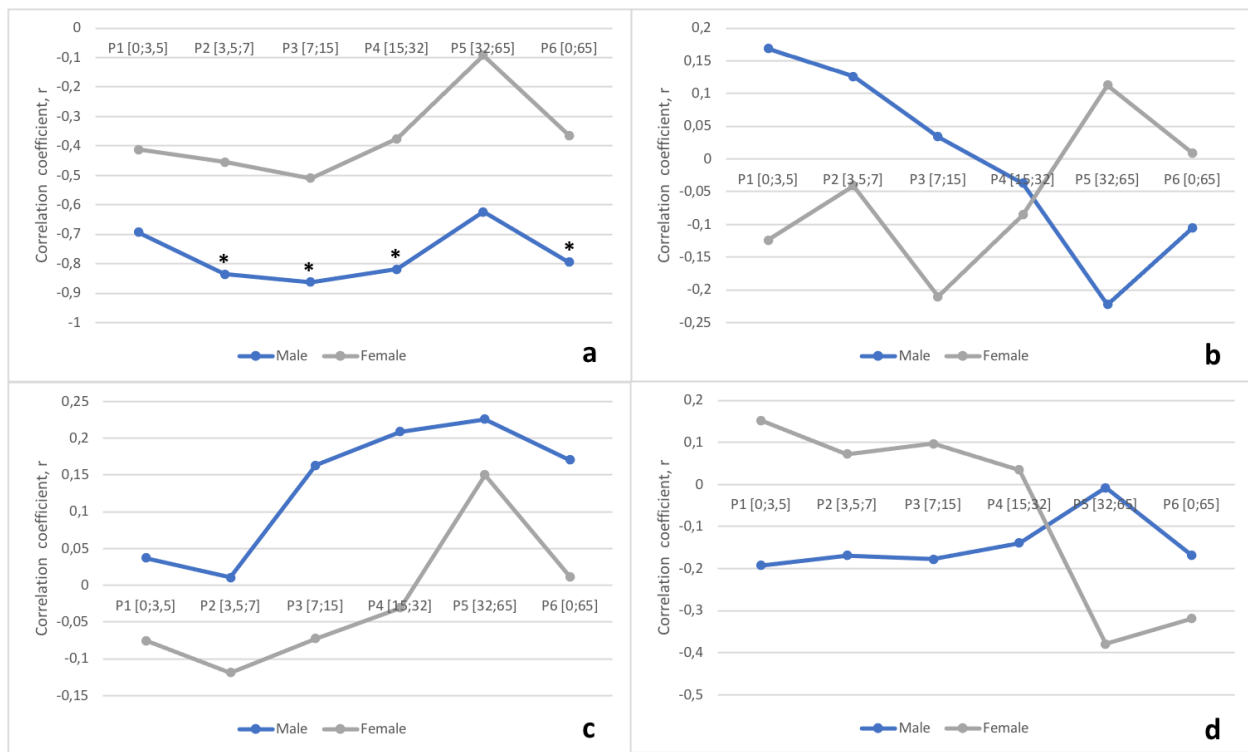 0
-0,1
-0,2
-0,3
-0,4
-0,5
-0,6
-0,7
-0,8
-0,9
-1
Correlation coefficient, r
P1 [0;3,5] P2 [3,5;7] P3 [7;15] P4 [15;32] P5 [32;65] P6 [0;65]
* * * *
Male Female
a
0,2
0,15
0,1
0,05
0
-0,05
-0,1
-0,15
-0,2
-0,25
Correlation coefficient, r
P1 [0;3,5] P2 [3,5;7] P3 [7;15] P4 [15;32] P5 [32;65] P6 [0;65]
Male Female
b
0,25
0,2
0,15
0,1
0,05
0
-0,05
-0,1
-0,15
Correlation coefficient, r
P1 [0;3,5] P2 [3,5;7] P3 [7;15] P4 [15;32] P5 [32;65] P6 [0;65]
Male Female
c
0,2
0,1
0
-0,1
-0,2
-0,3
-0,4
-0,5
Correlation coefficient, r
P1 [0;3,5] P2 [3,5;7] P3 [7;15] P4 [15;32] P5 [32;65] P6 [0;65]
Male Female
d